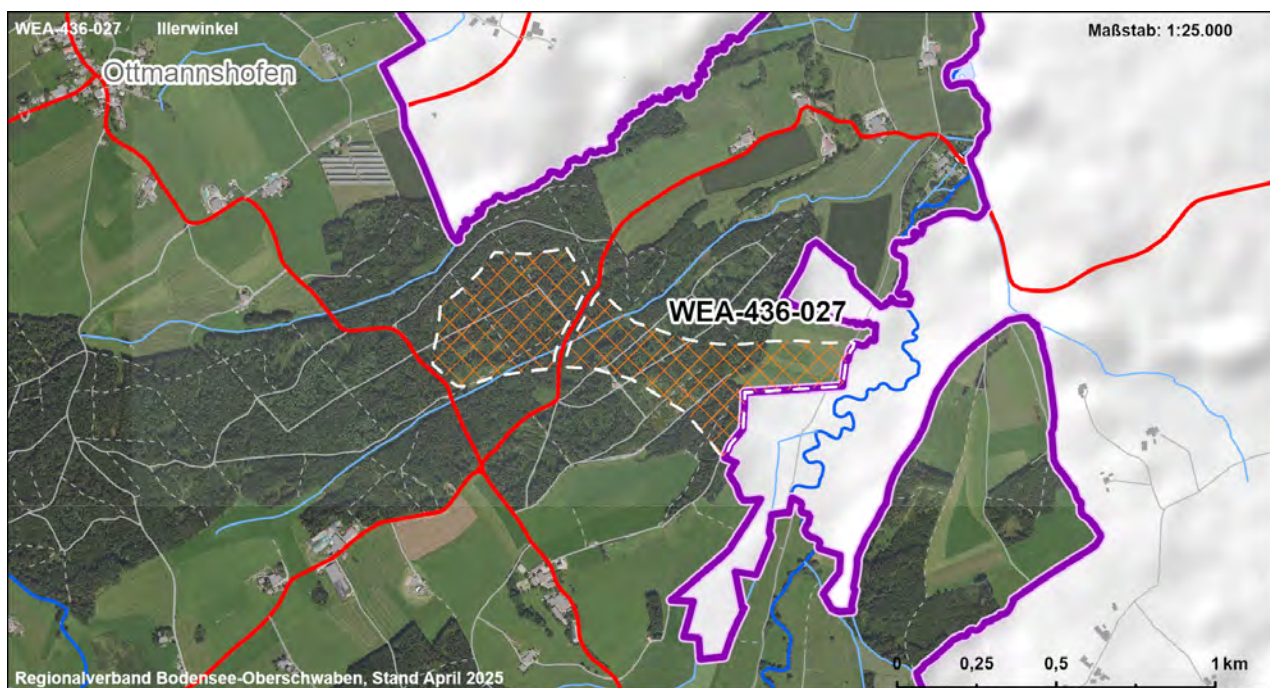 WEA-436-027 Illerwinkel
Maßstab: 1:25.000
Ottmannshofen
WEA-436-027
0 0,25 0,5 1 km
Regionalverband Bodensee-Oberschwaben, Stand April 2025